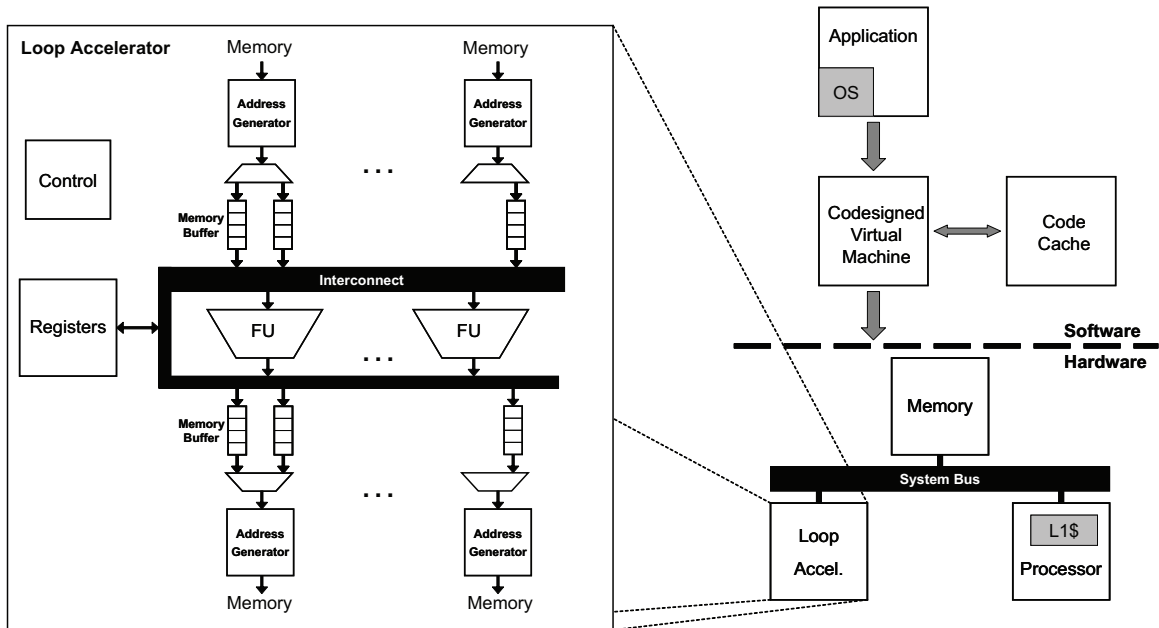 Loop Accelerator
Memory
Memory
Address
Generator
Address
Generator
. . .
Control
Memory
Buffer
Interconnect
Registers
FU
FU
. . .
Memory
Buffer
. . .
Address
Generator
Address
Generator
Memory
Memory
Application
OS
Codesigned
Virtual
Machine
Code
Cache
Software
Hardware
Memory
System Bus
Loop
Accel.
L1$
Processor